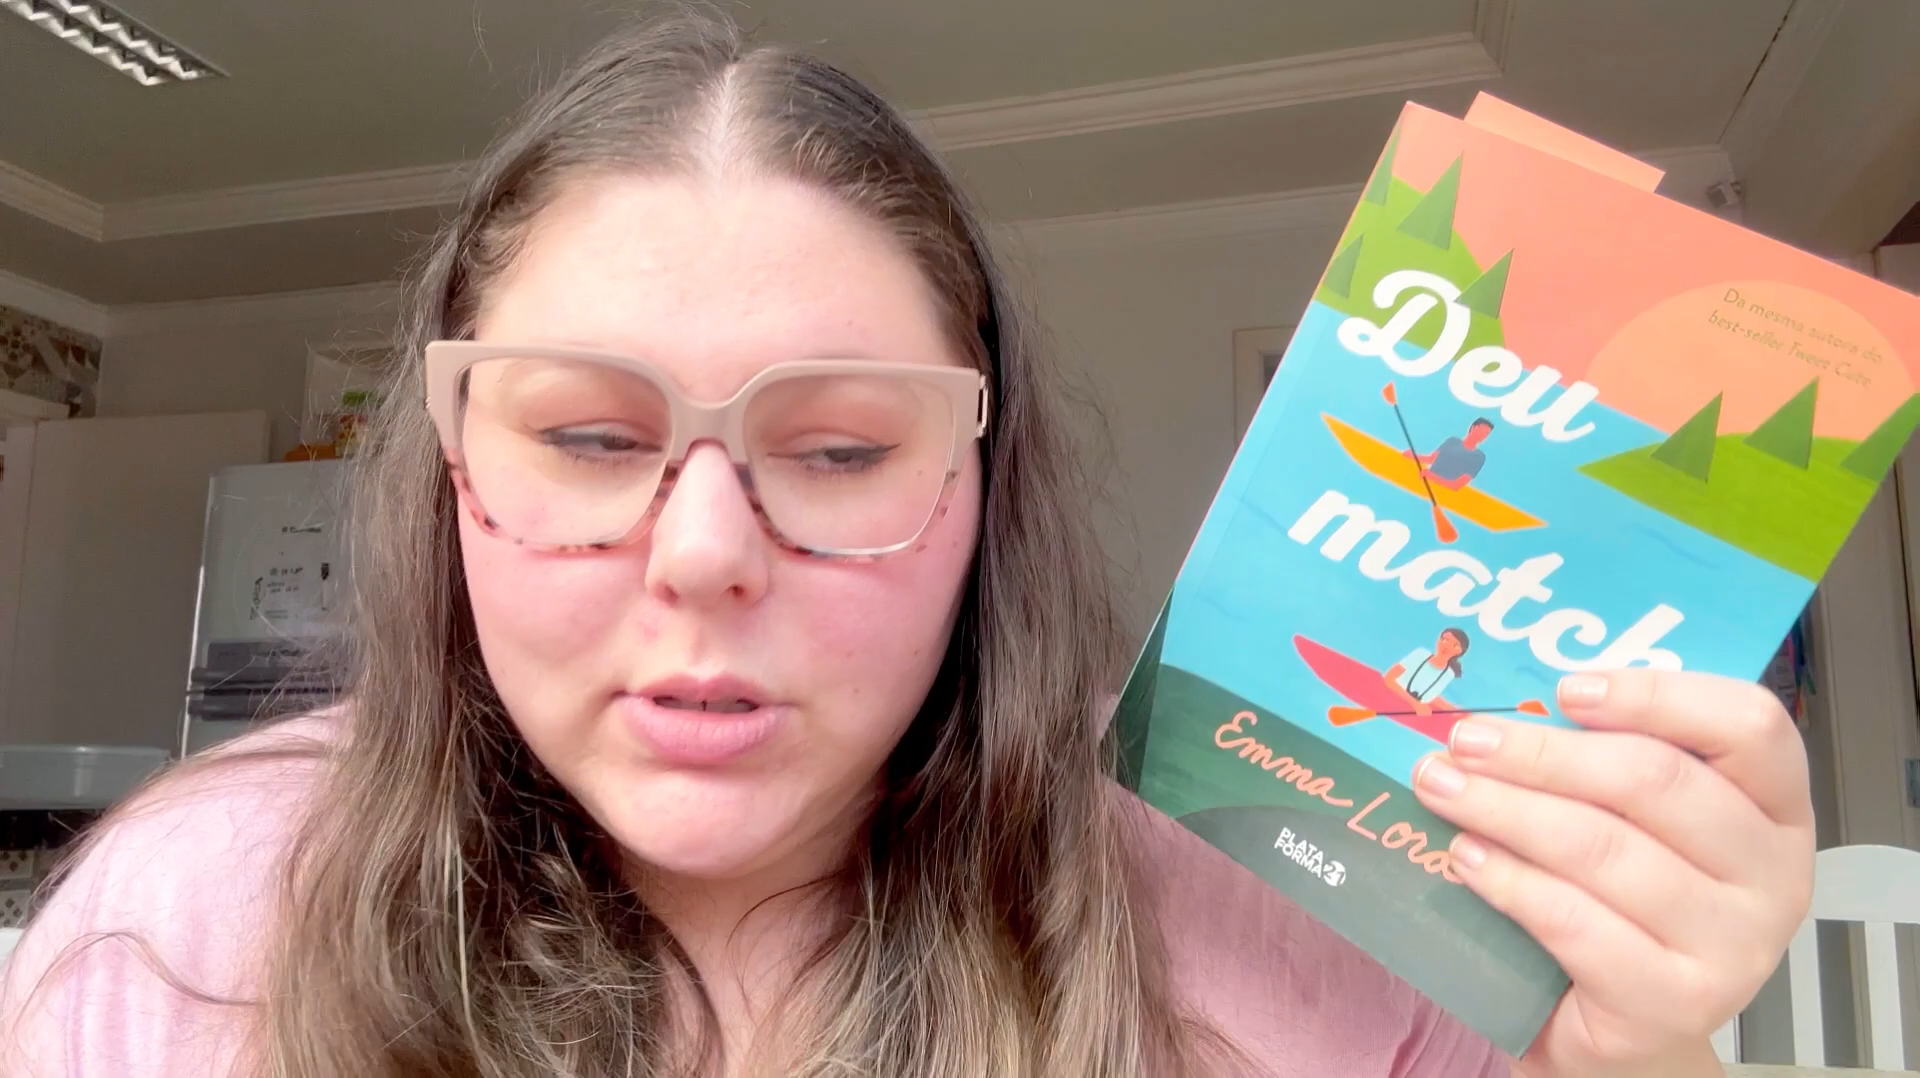 Da mesma autora do
best-seller Tweet Cute
Deu
match
Emma Lord
PLATA
FORMA 21